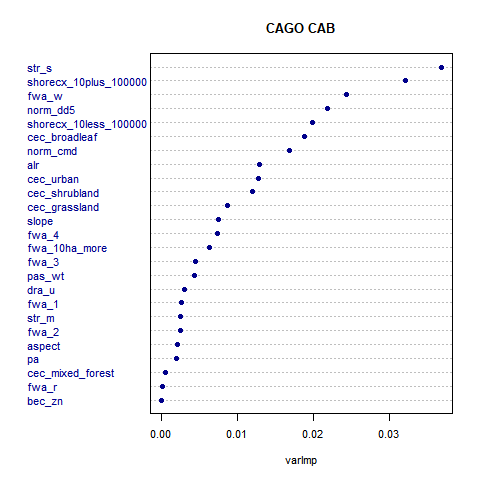 CAGO CAB
str_s
shorecx_10plus_100000
fwa_w
norm_dd5
shorecx_10less_100000
cec_broadleaf
norm_cmd
alr
cec_urban
cec_shrubland
cec_grassland
slope
fwa_4
fwa_10ha_more
fwa_3
pas_wt
dra_u
fwa_1
str_m
fwa_2
aspect
pa
cec_mixed_forest
fwa_r
bec_zn
0.00 0.01 0.02 0.03
varImp